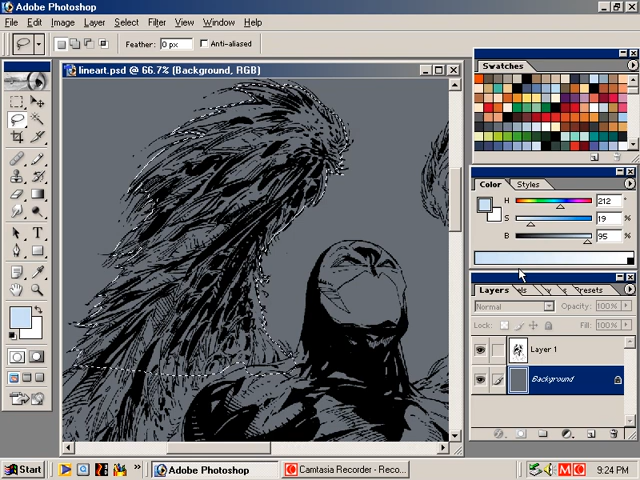 Adobe Photoshop
File Edit Image Layer Select Filter View Window Help
Feather: 0 px Anti-aliased
lineart.psd @ 66.7% (Background, RGB)
Swatches
Color Styles
H 212 °
S 19 %
B 95 %
Layers presets
Normal Opacity: 100%
Lock: Fill: 100%
Layer 1
Background
Start Adobe Photoshop Camtasia Recorder - Reco... 9:24 PM